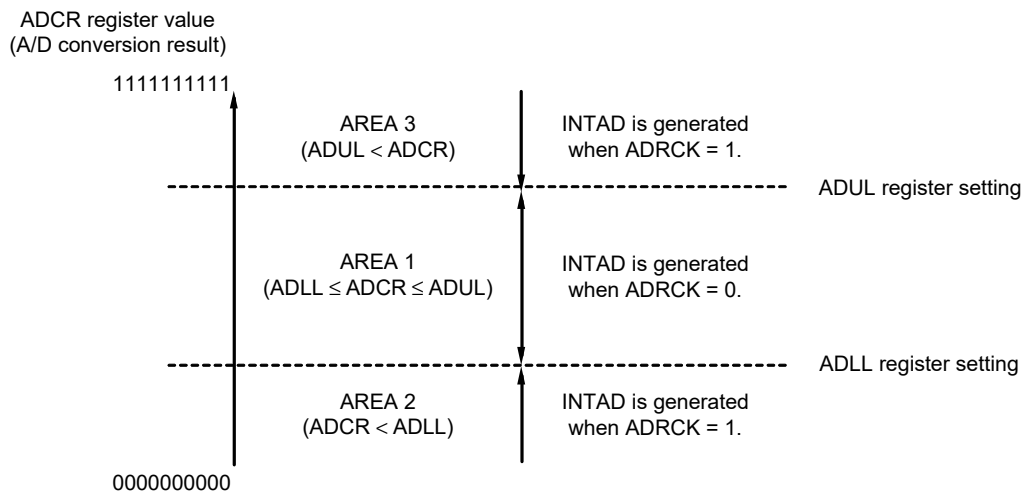 ADCR register value
(A/D conversion result)
1111111111
AREA 3
(ADUL < ADCR)
INTAD is generated
when ADRCK = 1.
ADUL register setting
AREA 1
(ADLL ≤ ADCR ≤ ADUL)
INTAD is generated
when ADRCK = 0.
ADLL register setting
AREA 2
(ADCR < ADLL)
INTAD is generated
when ADRCK = 1.
0000000000